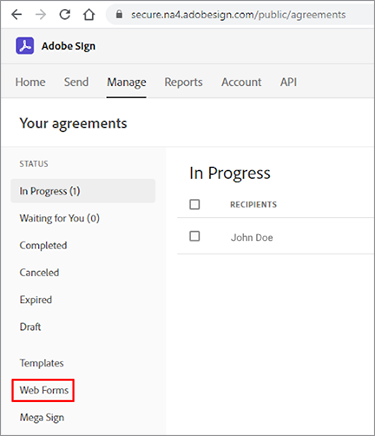 secure.na4.adobesign.com/public/agreements
Adobe Sign
Home Send Manage Reports Account API
Your agreements
STATUS
In Progress (1)
Waiting for You (0)
Completed
Canceled
Expired
Draft
Templates
Web Forms
Mega Sign
In Progress
RECIPIENTS
John Doe